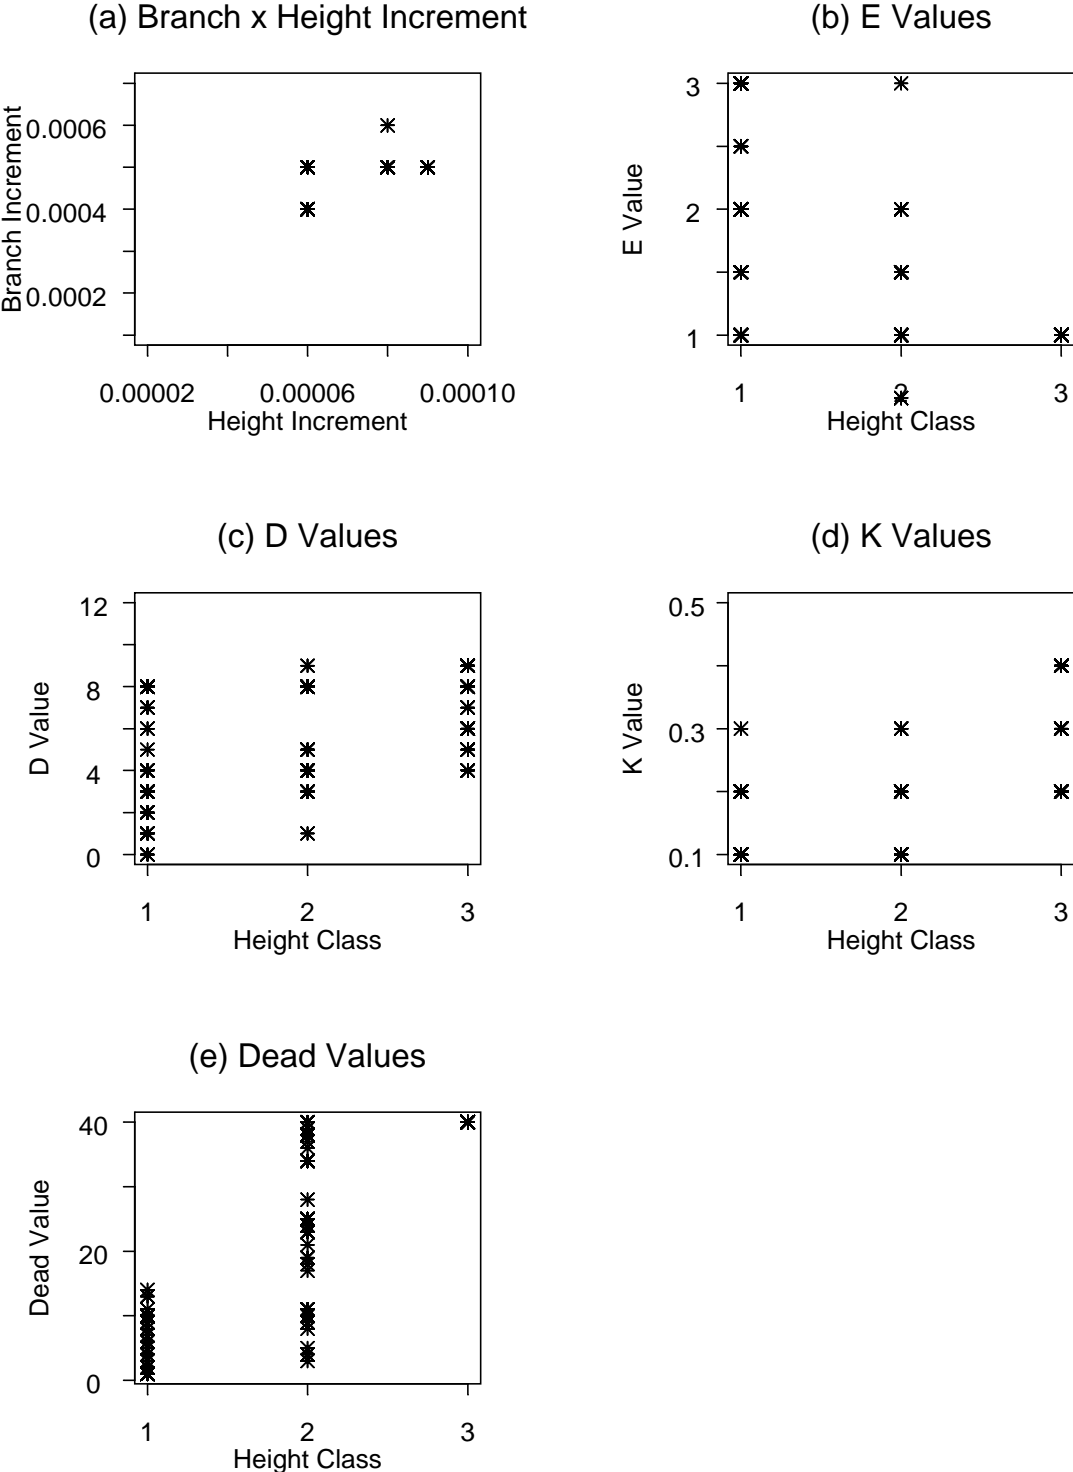 (a) Branch x Height Increment
Branch Increment
0.0006
0.0004
0.0002
0.00002 0.00006 0.00010
Height Increment
(b) E Values
E Value
3
2
1
1 2 3
Height Class
(c) D Values
D Value
12
8
4
0
1 2 3
Height Class
(d) K Values
K Value
0.5
0.3
0.1
1 2 3
Height Class
(e) Dead Values
Dead Value
40
20
0
1 2 3
Height Class